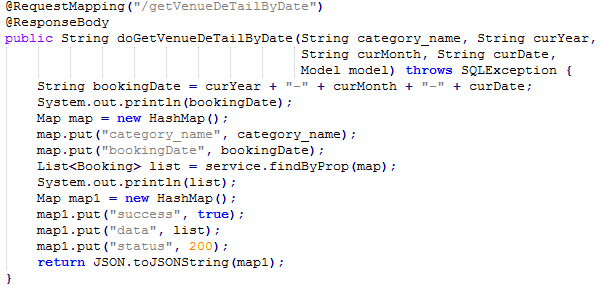 @RequestMapping("/getVenueDeTailByDate")
@ResponseBody
public String doGetVenueDeTailByDate(String category_name, String curYear,
String curMonth, String curDate,
Model model) throws SQLException {
String bookingDate = curYear + "-" + curMonth + "-" + curDate;
System.out.println(bookingDate);
Map map = new HashMap();
map.put("category_name", category_name);
map.put("bookingDate", bookingDate);
List<Booking> list = service.findByProp(map);
System.out.println(list);
Map map1 = new HashMap();
map1.put("success", true);
map1.put("data", list);
map1.put("status", 200);
return JSON.toJSONString(map1);
}